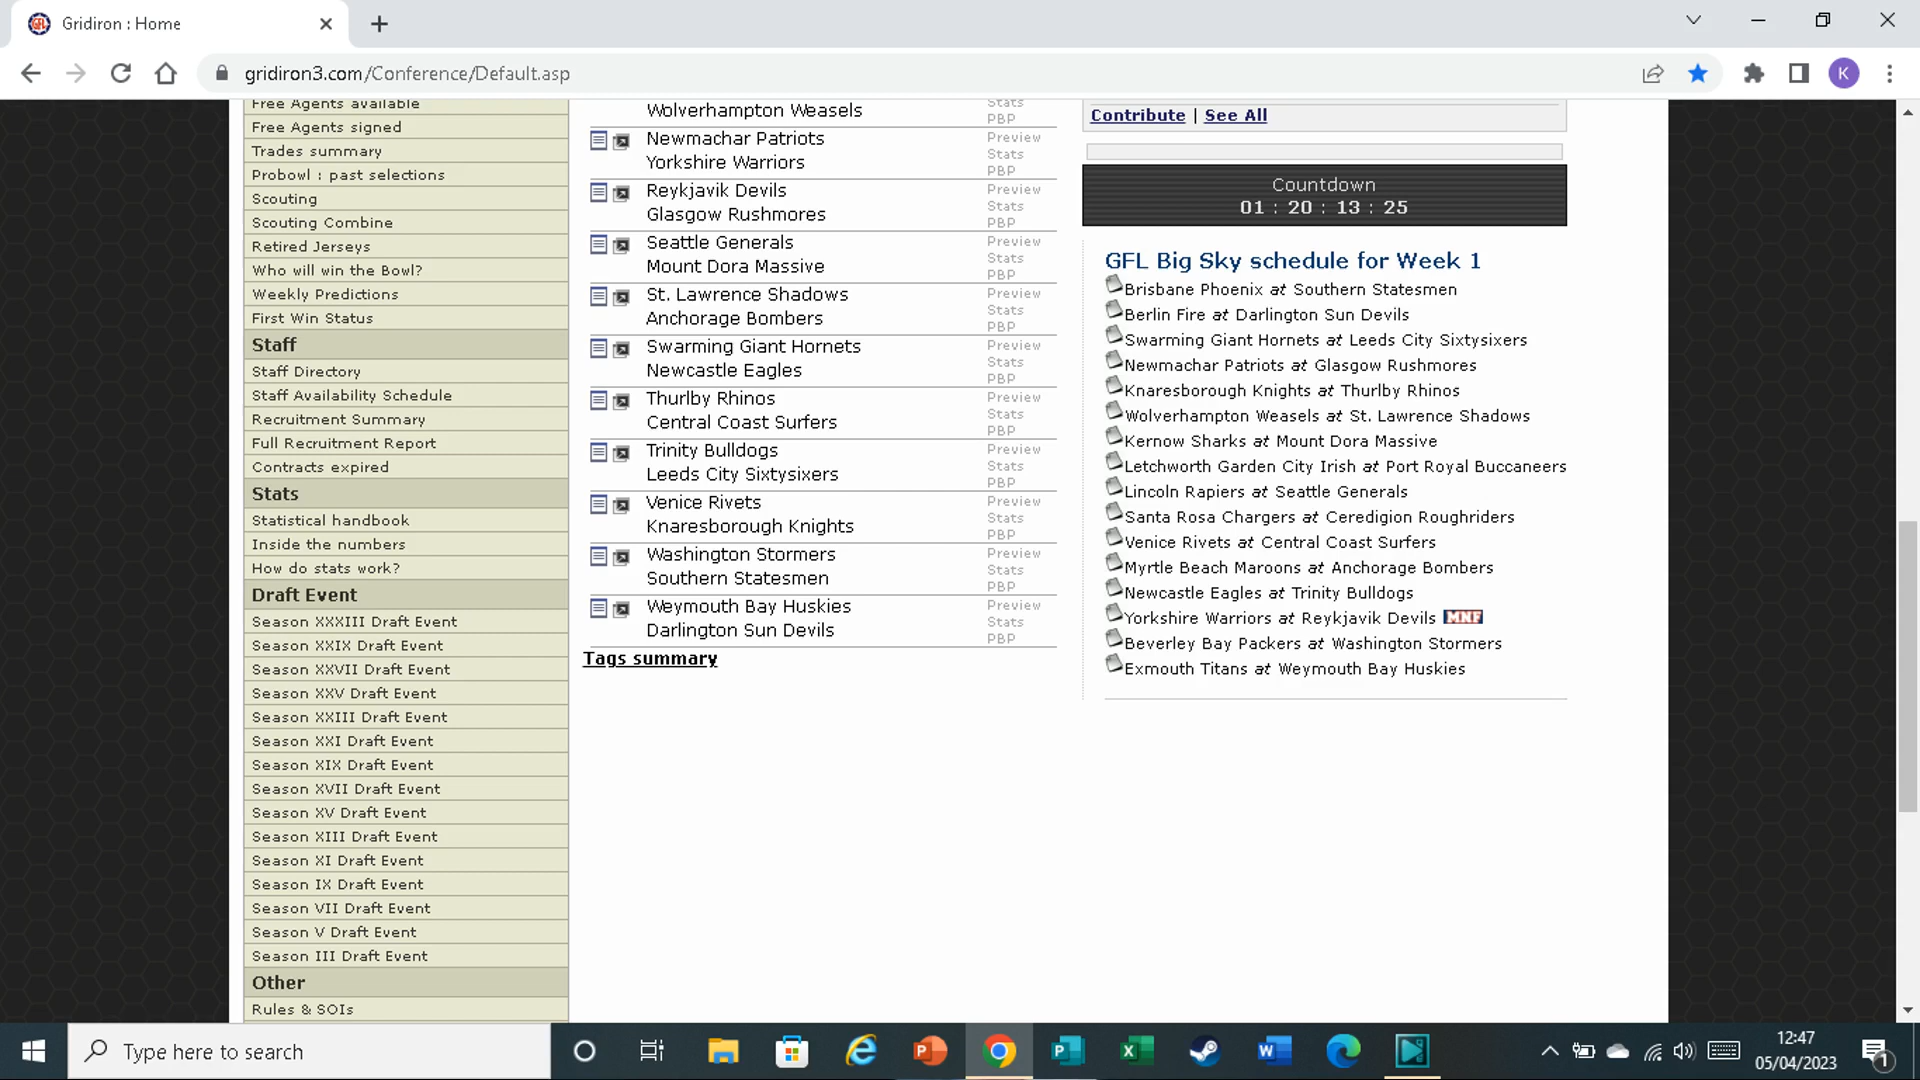 Gridiron : Home
gridiron3.com/Conference/Default.asp
K
Free Agents available
Free Agents signed
Trades summary
Probowl : past selections
Scouting
Scouting Combine
Retired Jerseys
Who will win the Bowl?
Weekly Predictions
First Win Status
Staff
Staff Directory
Staff Availability Schedule
Recruitment Summary
Full Recruitment Report
Contracts expired
Stats
Statistical handbook
Inside the numbers
How do stats work?
Draft Event
Season XXXIII Draft Event
Season XXIX Draft Event
Season XXVII Draft Event
Season XXV Draft Event
Season XXIII Draft Event
Season XXI Draft Event
Season XIX Draft Event
Season XVII Draft Event
Season XV Draft Event
Season XIII Draft Event
Season XI Draft Event
Season IX Draft Event
Season VII Draft Event
Season V Draft Event
Season III Draft Event
Other
Rules & SOIs
Stats
Wolverhampton Weasels
PBP
Newmachar Patriots Preview
Stats
Yorkshire Warriors PBP
Reykjavik Devils Preview
Stats
Glasgow Rushmores PBP
Seattle Generals Preview
Stats
Mount Dora Massive PBP
St. Lawrence Shadows Preview
Stats
Anchorage Bombers PBP
Swarming Giant Hornets Preview
Stats
Newcastle Eagles PBP
Thurlby Rhinos Preview
Stats
Central Coast Surfers PBP
Trinity Bulldogs Preview
Stats
Leeds City Sixtysixers PBP
Venice Rivets Preview
Stats
Knaresborough Knights PBP
Washington Stormers Preview
Stats
Southern Statesmen PBP
Weymouth Bay Huskies Preview
Stats
Darlington Sun Devils PBP
Tags summary
Contribute | See All
Countdown
01 : 20 : 13 : 25
GFL Big Sky schedule for Week 1
Brisbane Phoenix at Southern Statesmen
Berlin Fire at Darlington Sun Devils
Swarming Giant Hornets at Leeds City Sixtysixers
Newmachar Patriots at Glasgow Rushmores
Knaresborough Knights at Thurlby Rhinos
Wolverhampton Weasels at St. Lawrence Shadows
Kernow Sharks at Mount Dora Massive
Letchworth Garden City Irish at Port Royal Buccaneers
Lincoln Rapiers at Seattle Generals
Santa Rosa Chargers at Ceredigion Roughriders
Venice Rivets at Central Coast Surfers
Myrtle Beach Maroons at Anchorage Bombers
Newcastle Eagles at Trinity Bulldogs
Yorkshire Warriors at Reykjavik Devils MNF
Beverley Bay Packers at Washington Stormers
Exmouth Titans at Weymouth Bay Huskies
Type here to search
12:47
05/04/2023
1